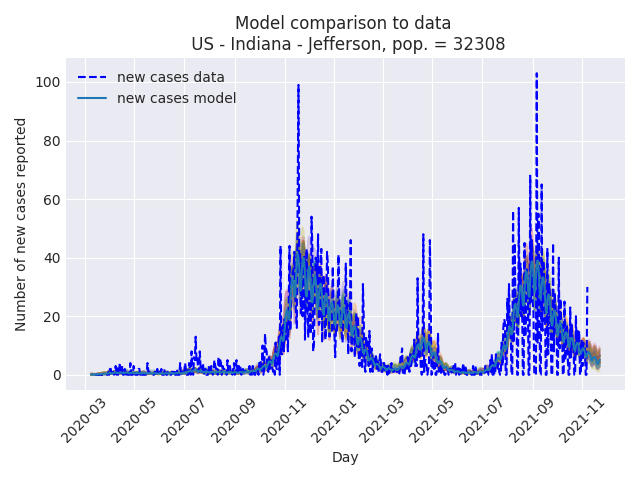 Model comparison to data
US - Indiana - Jefferson, pop. = 32308
new cases data
new cases model
Number of new cases reported
100
80
60
40
20
0
2020-03
2020-05
2020-07
2020-09
2020-11
2021-01
2021-03
2021-05
2021-07
2021-09
2021-11
Day